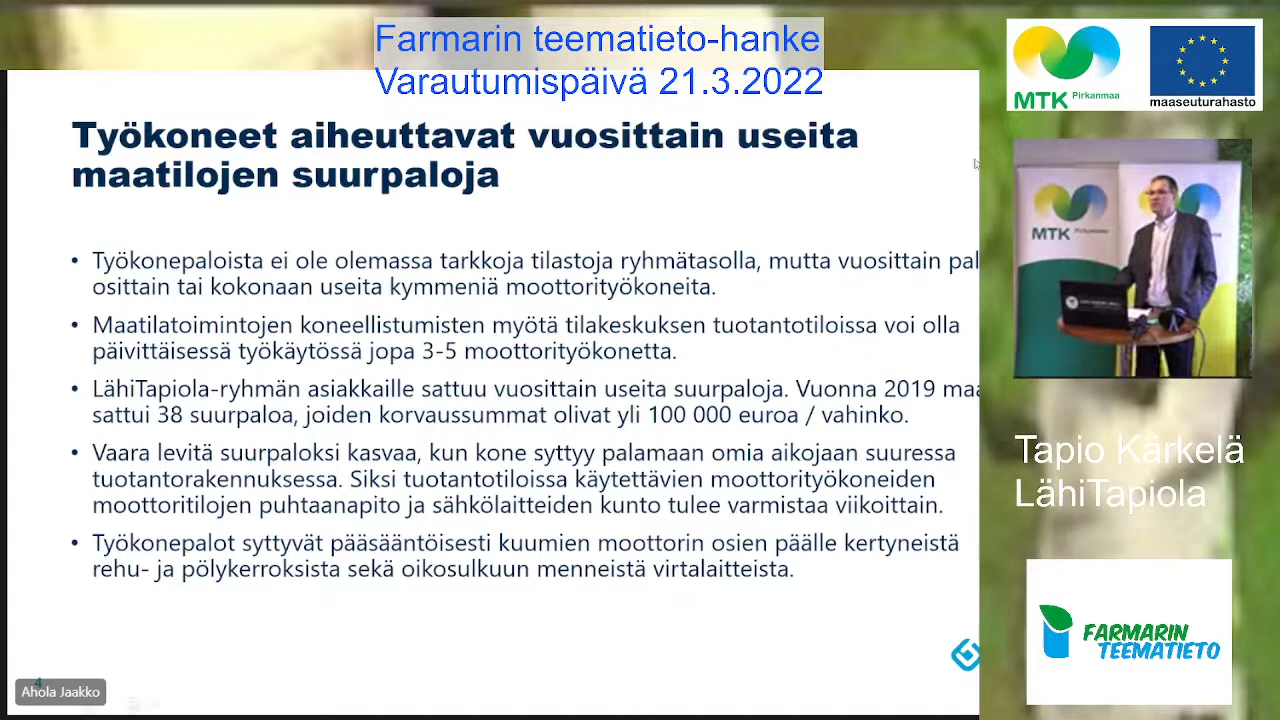 Farmarin teematieto-hanke
Varautumispäivä 21.3.2022
Työkoneet aiheuttavat vuosittain useita
maatilojen suurpaloja
• Työkonepaloista ei ole olemassa tarkkoja tilastoja ryhmätasolla, mutta vuosittain pal
osittain tai kokonaan useita kymmeniä moottorityökoneita.
• Maatilatoimintojen koneellistumisten myötä tilakeskuksen tuotantotiloissa voi olla
päivittäisessä työkäytössä jopa 3-5 moottorityökonetta.
• LähiTapiola-ryhmän asiakkaille sattuu vuosittain useita suurpaloja. Vuonna 2019 maa
sattui 38 suurpaloa, joiden korvaussummat olivat yli 100 000 euroa / vahinko.
• Vaara levitä suurpaloksi kasvaa, kun kone syttyy palamaan omia aikojaan suuressa
tuotantorakennuksessa. Siksi tuotantotiloissa käytettävien moottorityökoneiden
moottoritilojen puhtaanapito ja sähkölaitteiden kunto tulee varmistaa viikoittain.
• Työkonepalot syttyvät pääsääntöisesti kuumien moottorin osien päälle kertyneistä
rehu- ja pölykerroksista sekä oikosulkuun menneistä virtalaitteista.
4
Ahola Jaakko
MTK Pirkanmaa
maaseuturahasto
MTK
Tapio Kärkelä
LähiTapiola
FARMARIN
TEEMATIETO